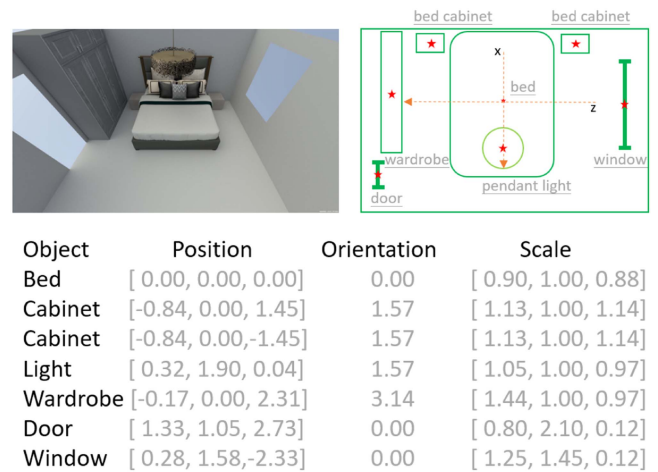 bed cabinet bed cabinet
x
bed
z
wardrobe window
pendant light
door
Object Position Orientation Scale
Bed [ 0.00, 0.00, 0.00] 0.00 [ 0.90, 1.00, 0.88]
Cabinet [-0.84, 0.00, 1.45] 1.57 [ 1.13, 1.00, 1.14]
Cabinet [-0.84, 0.00,-1.45] 1.57 [ 1.13, 1.00, 1.14]
Light [ 0.32, 1.90, 0.04] 1.57 [ 1.05, 1.00, 0.97]
Wardrobe [-0.17, 0.00, 2.31] 3.14 [ 1.44, 1.00, 0.97]
Door [ 1.33, 1.05, 2.73] 0.00 [ 0.80, 2.10, 0.12]
Window [ 0.28, 1.58,-2.33] 0.00 [ 1.25, 1.45, 0.12]